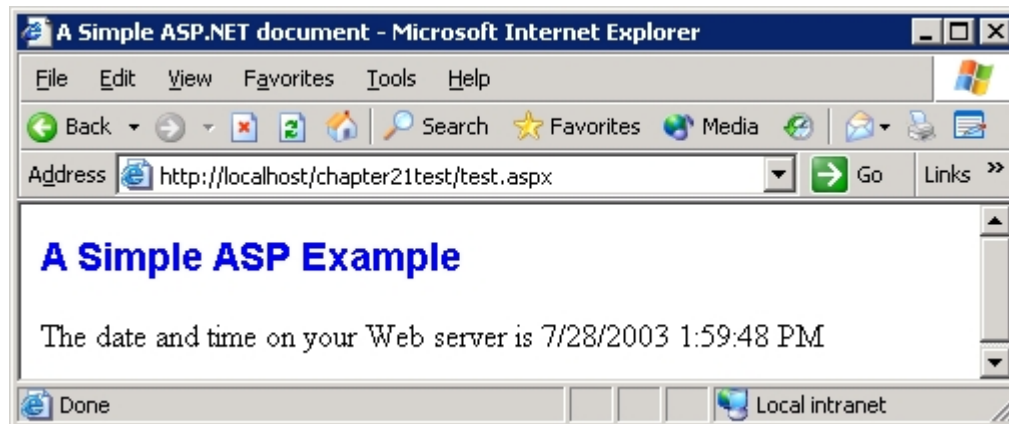 A Simple ASP.NET document - Microsoft Internet Explorer
File Edit View Favorites Tools Help
Back Search Favorites Media
Address http://localhost/chapter21test/test.aspx Go Links »
A Simple ASP Example
The date and time on your Web server is 7/28/2003 1:59:48 PM
Done Local intranet